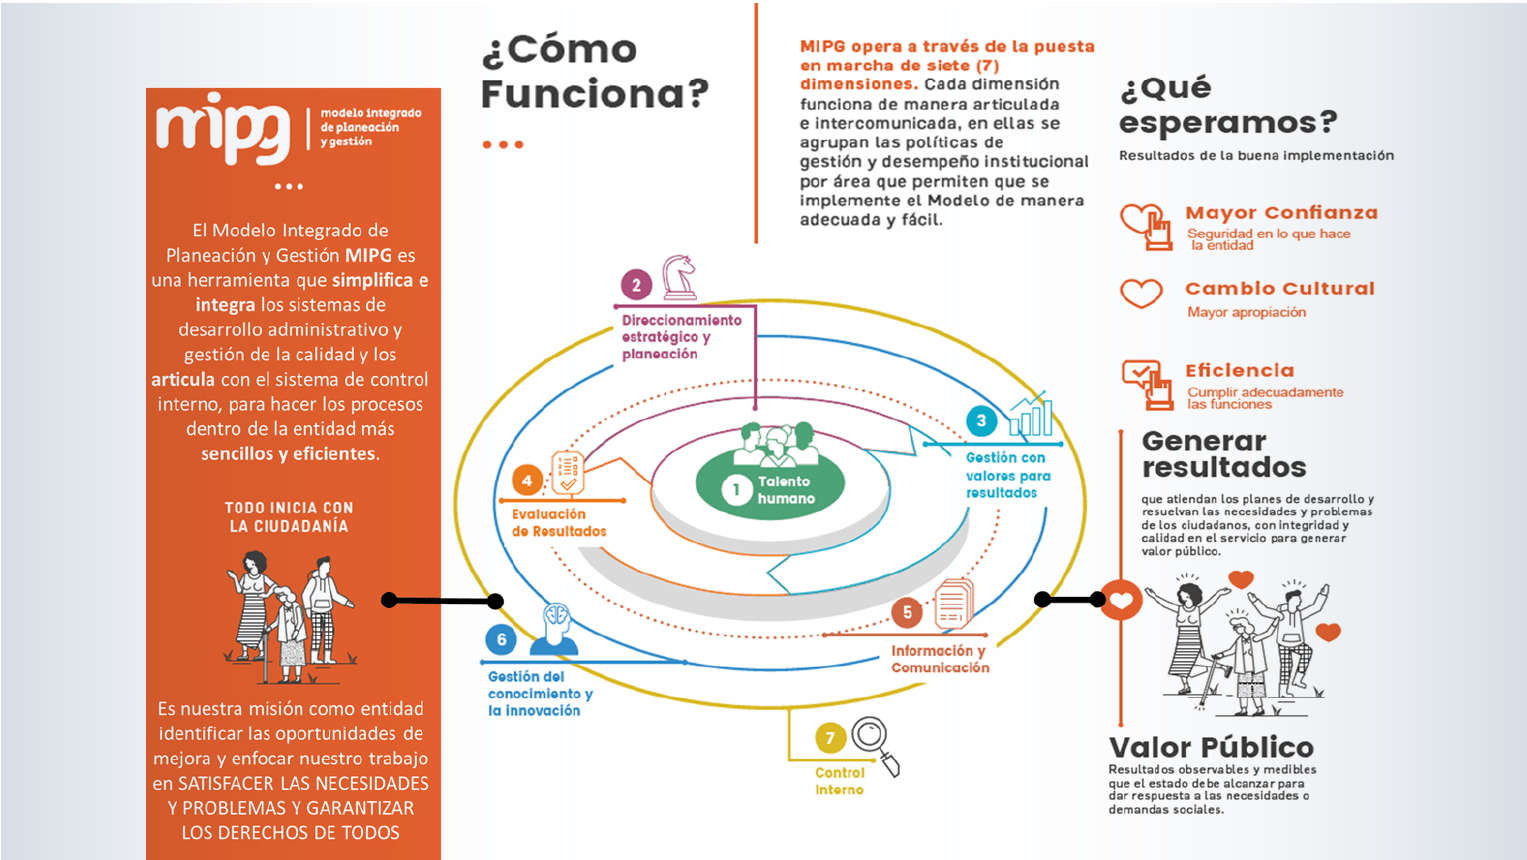 mipg
modelo integrado
de planeación
y gestión
El Modelo Integrado de
Planeación y Gestión MIPG es
una herramienta que simplifica e
integra los sistemas de
desarrollo administrativo y
gestión de la calidad y los
articula con el sistema de control
interno, para hacer los procesos
dentro de la entidad más
sencillos y eficientes.
TODO INICIA CON
LA CIUDADANÍA
Es nuestra misión como entidad
identificar las oportunidades de
mejora y enfocar nuestro trabajo
en SATISFACER LAS NECESIDADES
Y PROBLEMAS Y GARANTIZAR
LOS DERECHOS DE TODOS
¿Cómo
Funciona?
MIPG opera a través de la puesta
en marcha de siete (7)
dimensiones. Cada dimensión
funciona de manera articulada
e intercomunicada, en ellas se
agrupan las políticas de
gestión y desempeño institucional
por área que permiten que se
implemente el Modelo de manera
adecuada y fácil.
2
Direccionamiento
estratégico y
planeación
3
Gestión con
valores para
resultados
1
Talento
humano
4
Evaluación
de Resultados
5
Información y
Comunicación
6
Gestión del
conocimiento y
la innovación
7
Control
Interno
¿Qué
esperamos?
Resultados de la buena implementación
Mayor Confianza
Seguridad en lo que hace
la entidad
Cambio Cultural
Mayor apropiación
Eficiencia
Cumplir adecuadamente
las funciones
Generar
resultados
que atiendan los planes de desarrollo y
resuelvan las necesidades y problemas
de los ciudadanos, con integridad y
calidad en el servicio para generar
valor público.
Valor Público
Resultados observables y medibles
que el estado debe alcanzar para
dar respuesta a las necesidades o
demandas sociales.